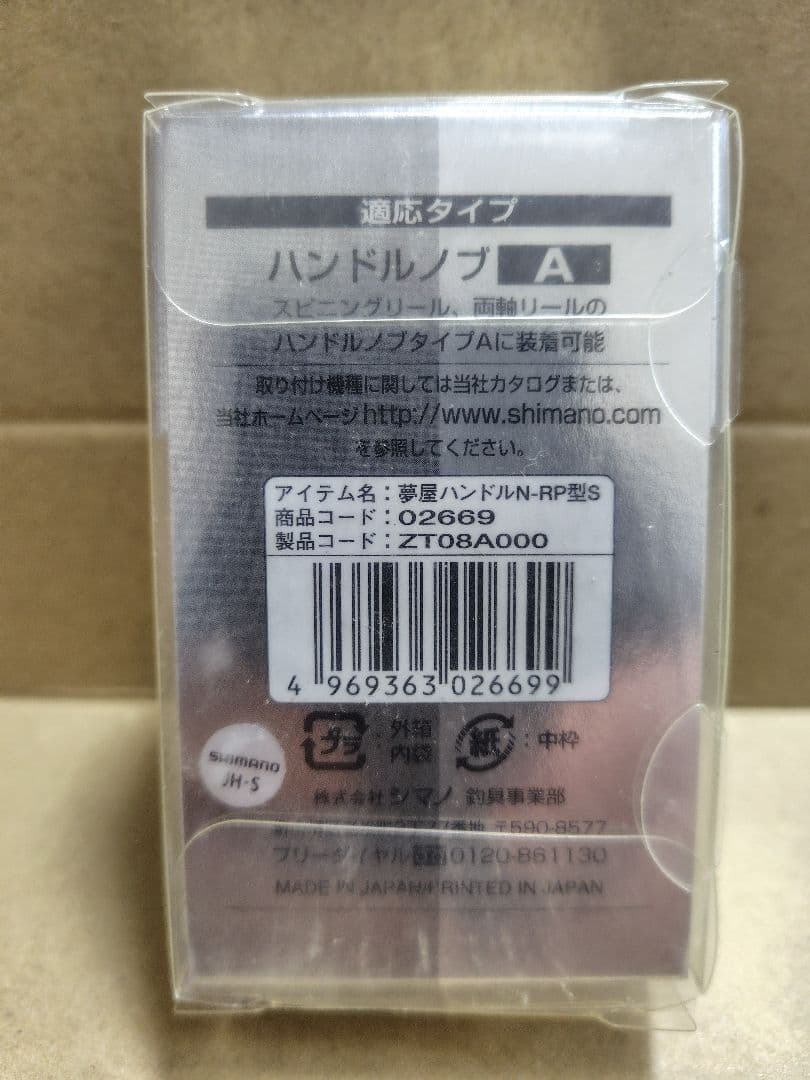 適応タイプ
ハンドルノブ A
スピニングリール、両軸リールの
ハンドルノブタイプAに装着可能
取り付け機種に関しては当社カタログまたは、
当社ホームページhttp://www.shimano.com
を参照してください。
アイテム名：夢屋ハンドルN-RP型S
商品コード：02669
製品コード：ZT08A000
4 969363 026699
プラ：外箱 内袋
紙：中枠
SHIMANO
JH-S
株式会社シマノ 釣具事業部
番地 〒590-8577
フリーダイヤル 0120-861130
MADE IN JAPAN/PRINTED IN JAPAN